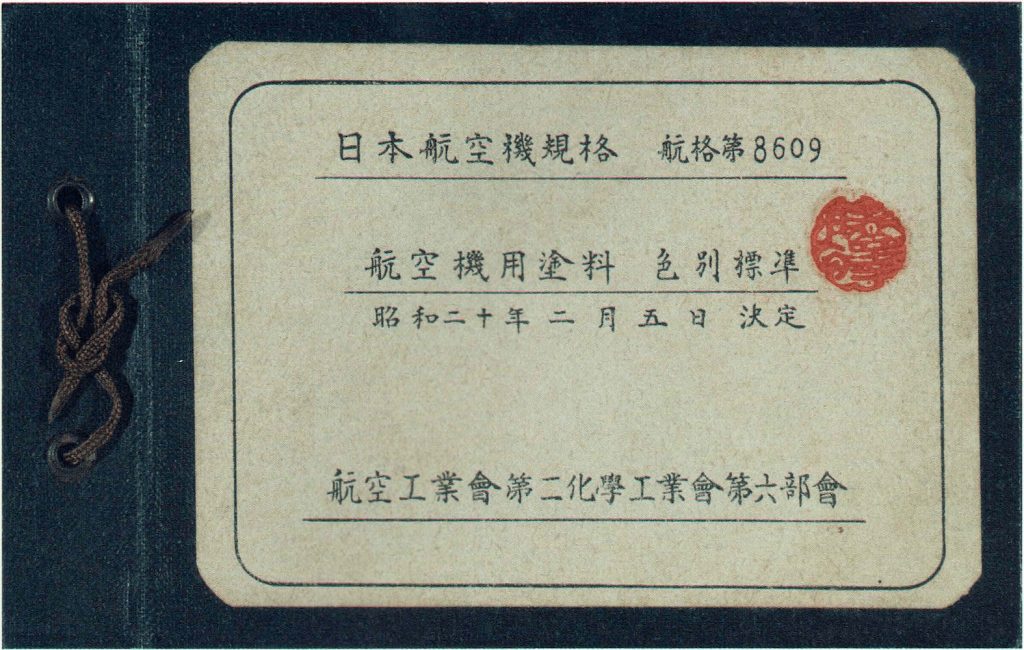 日本航空機規格 航格第8609
航空機用塗料 色別標準
昭和二十年二月五日 決定
航空工業會第二化學工業會第六部會